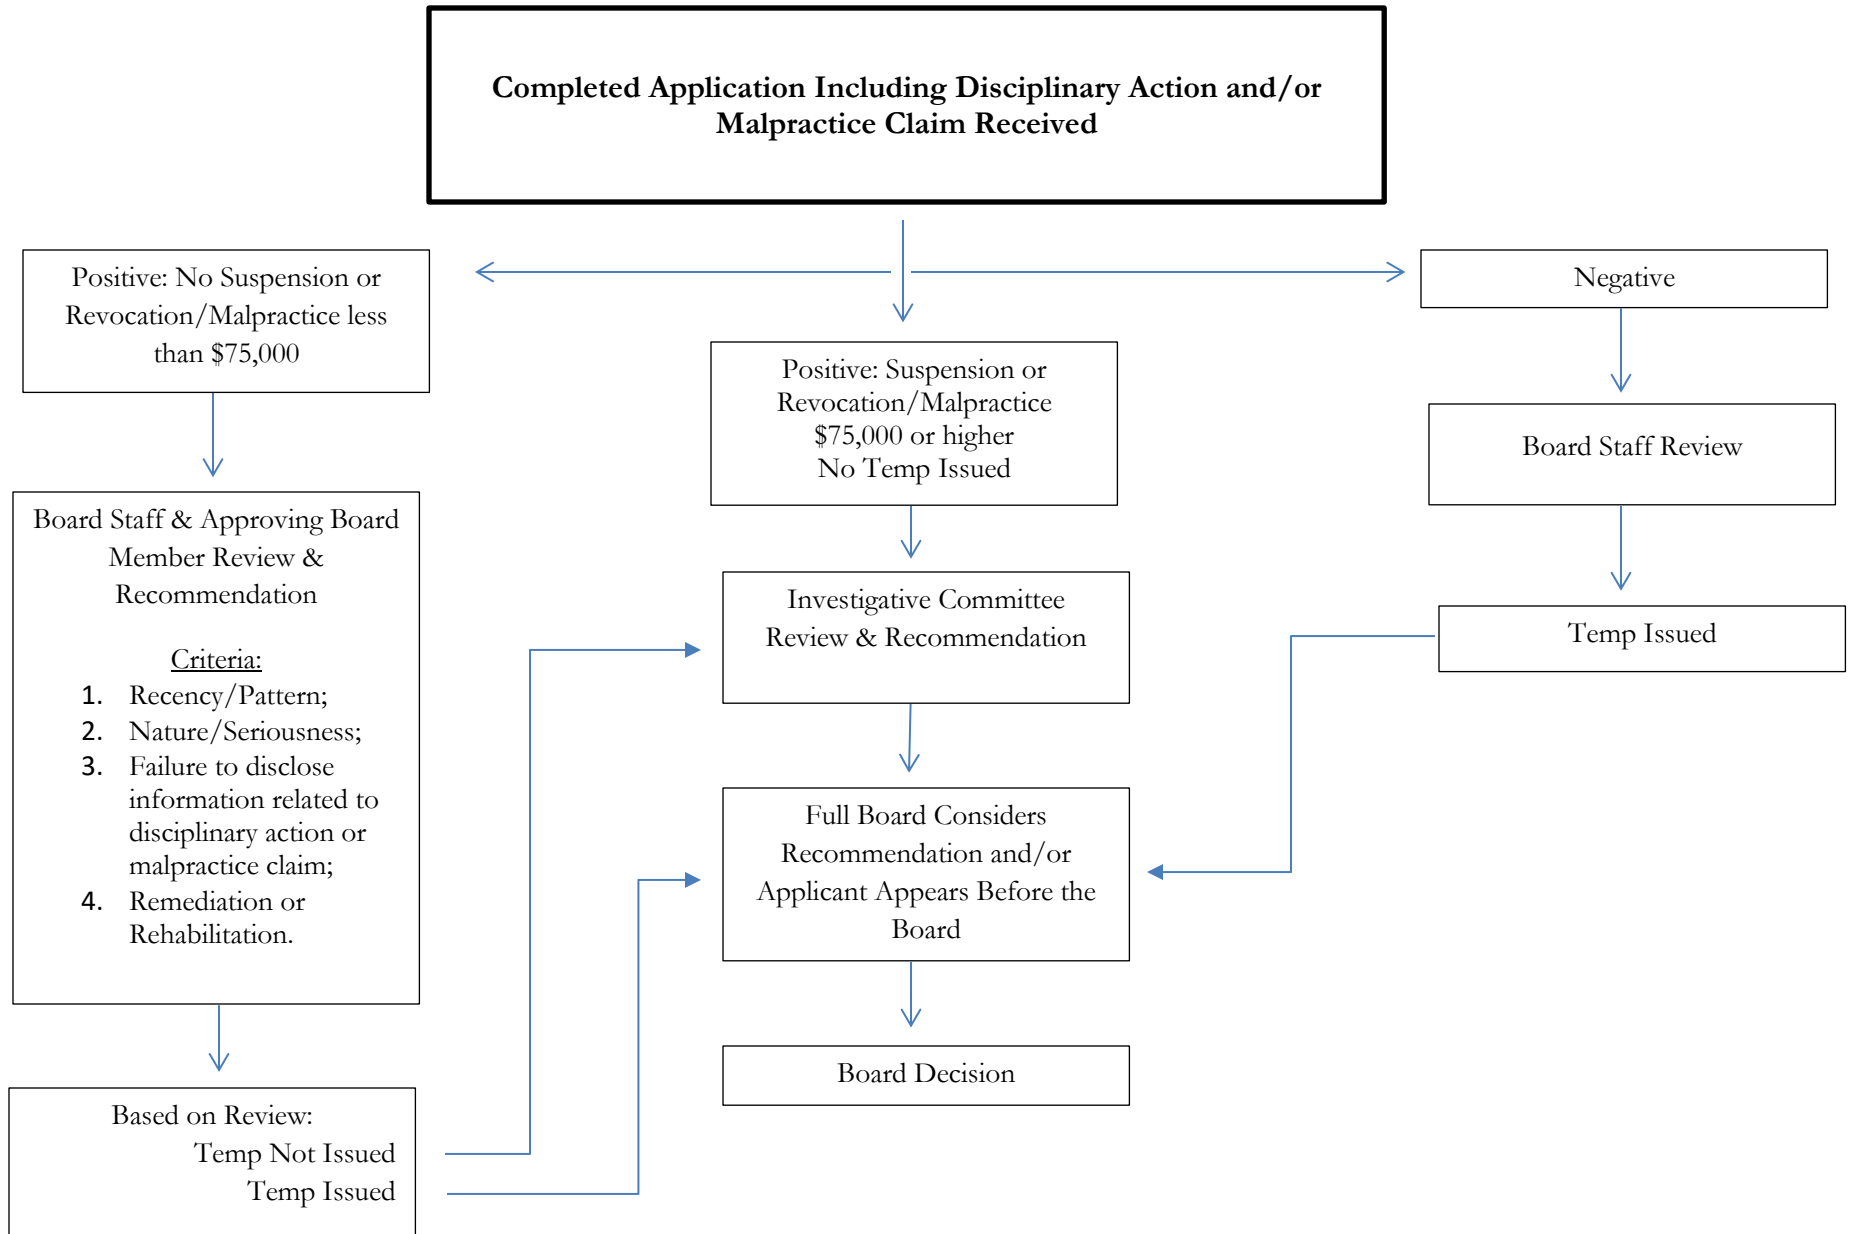 Completed Application Including Disciplinary Action and/or
Malpractice Claim Received
Positive: No Suspension or
Revocation/Malpractice less
than $75,000
Board Staff & Approving Board
Member Review &
Recommendation
Criteria:
1. Recency/Pattern;
2. Nature/Seriousness;
3. Failure to disclose
information related to
disciplinary action or
malpractice claim;
4. Remediation or
Rehabilitation.
Based on Review:
Temp Not Issued
Temp Issued
Positive: Suspension or
Revocation/Malpractice
$75,000 or higher
No Temp Issued
Investigative Committee
Review & Recommendation
Full Board Considers
Recommendation and/or
Applicant Appears Before the
Board
Board Decision
Negative
Board Staff Review
Temp Issued